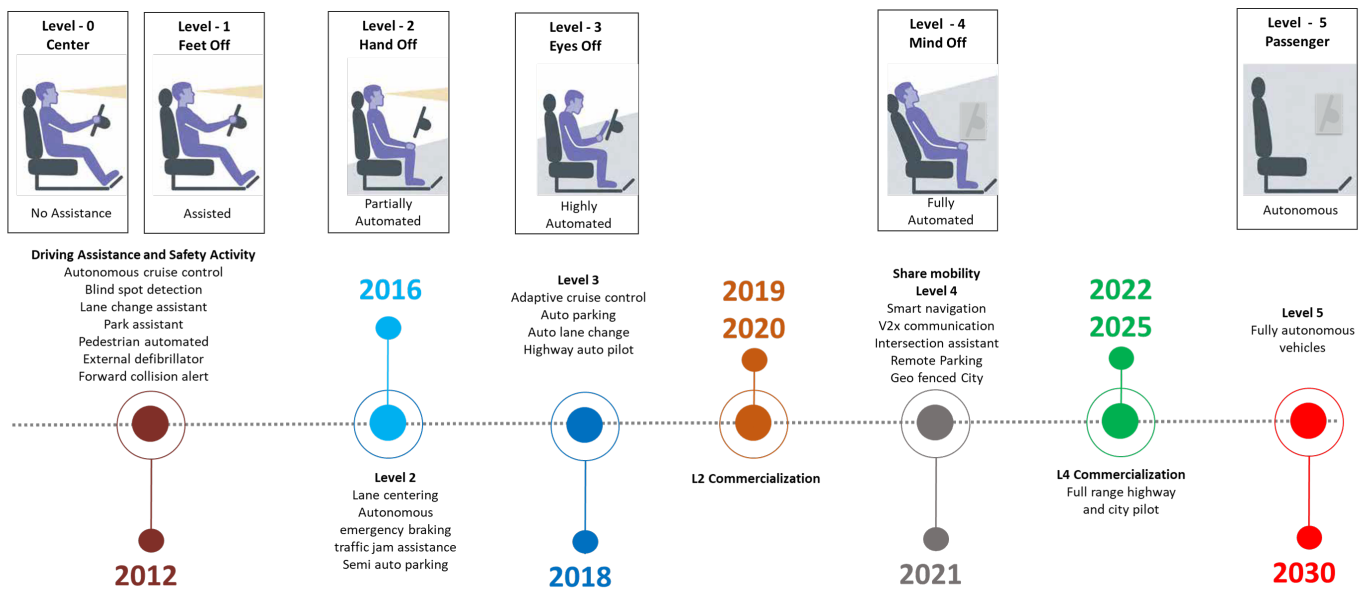 Level - 0
Center
No Assistance
Level - 1
Feet Off
Assisted
Level - 2
Hand Off
Partially
Automated
Level - 3
Eyes Off
Highly
Automated
Level - 4
Mind Off
Fully
Automated
Level - 5
Passenger
Autonomous
Driving Assistance and Safety Activity
Autonomous cruise control
Blind spot detection
Lane change assistant
Park assistant
Pedestrian automated
External defibrillator
Forward collision alert
2012
2016
Level 2
Lane centering
Autonomous
emergency braking
traffic jam assistance
Semi auto parking
Level 3
Adaptive cruise control
Auto parking
Auto lane change
Highway auto pilot
2018
2019
2020
L2 Commercialization
Share mobility
Level 4
Smart navigation
V2x communication
Intersection assistant
Remote Parking
Geo fenced City
2021
2022
2025
L4 Commercialization
Full range highway
and city pilot
Level 5
Fully autonomous
vehicles
2030